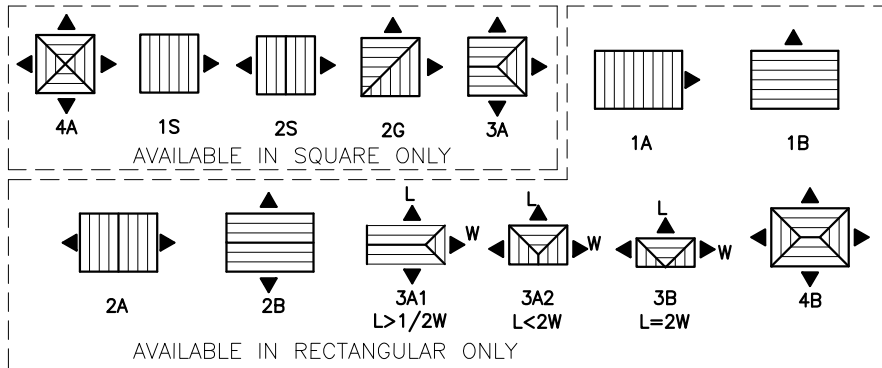 4A
1S
2S
2G
3A
AVAILABLE IN SQUARE ONLY
1A
1B
2A
2B
L
W
3A1
L>1/2W
L
W
3A2
L<2W
L
W
3B
L=2W
4B
AVAILABLE IN RECTANGULAR ONLY